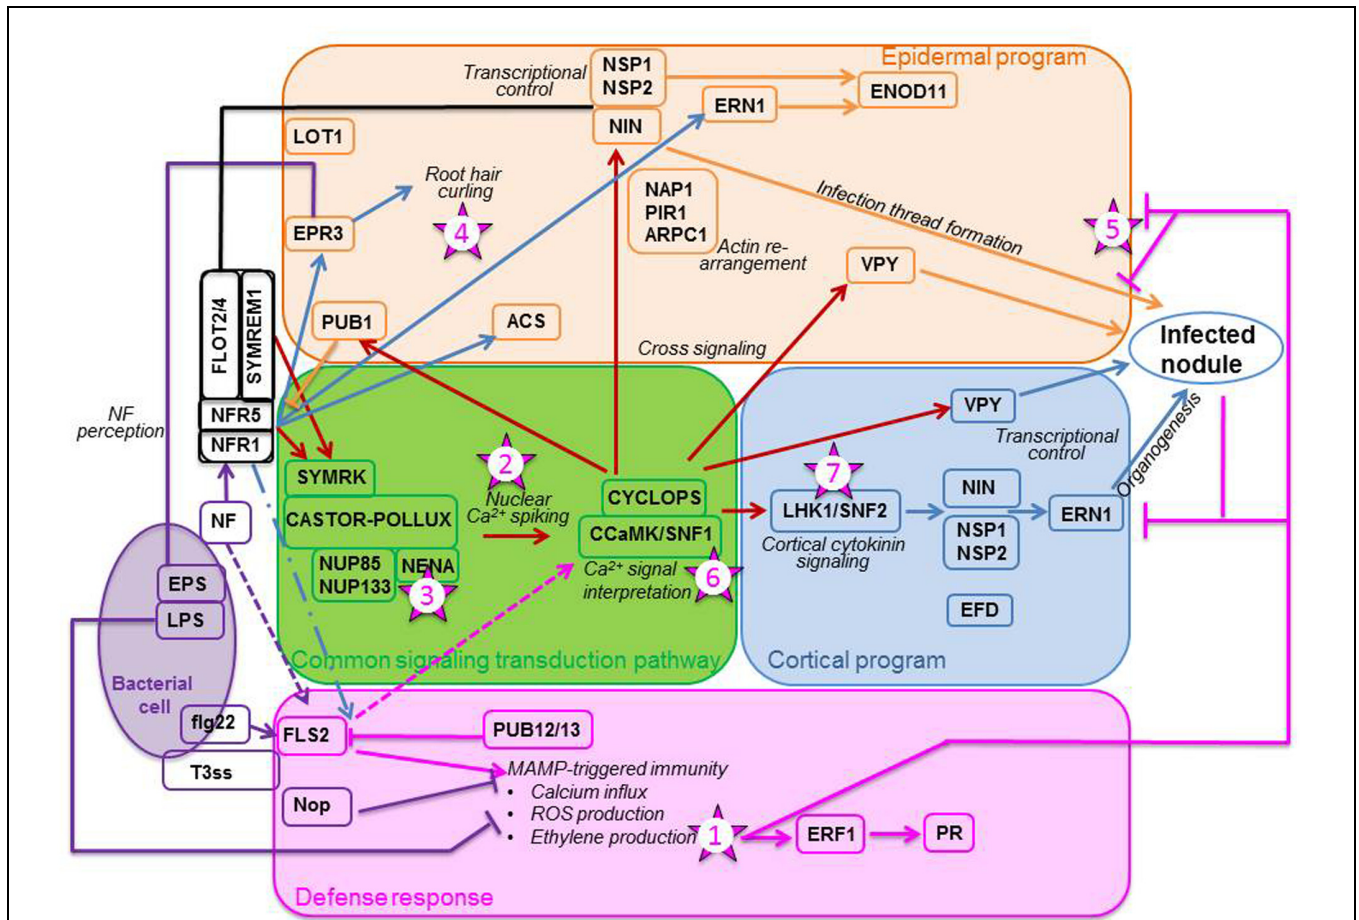 Epidermal program
Transcriptional
control
NSP1
NSP2
NIN
ERN1
ENOD11
LOT1
Root hair
curling
4
EPR3
NAP1
PIR1
ARPC1
Actin re-
arrangement
Infection thread formation
5
VPY
PUB1
ACS
Cross signaling
Infected
nodule
FLOT2/4
SYMREM1
NFR5
NFR1
NF
perception
NF
SYMRK
CASTOR-POLLUX
NUP85
NUP133
NENA
3
2
Nuclear
Ca²⁺ spiking
CYCLOPS
CCaMK/SNF1
Ca²⁺ signal
interpretation
6
Common signaling transduction pathway
VPY
Transcriptional
control
Organogenesis
7
LHK1/SNF2
Cortical cytokinin
signaling
NIN
NSP1
NSP2
ERN1
EFD
Cortical program
EPS
LPS
Bacterial
cell
flg22
T3ss
FLS2
PUB12/13
Nop
MAMP-triggered immunity
• Calcium influx
• ROS production
• Ethylene production
1
ERF1
PR
Defense response